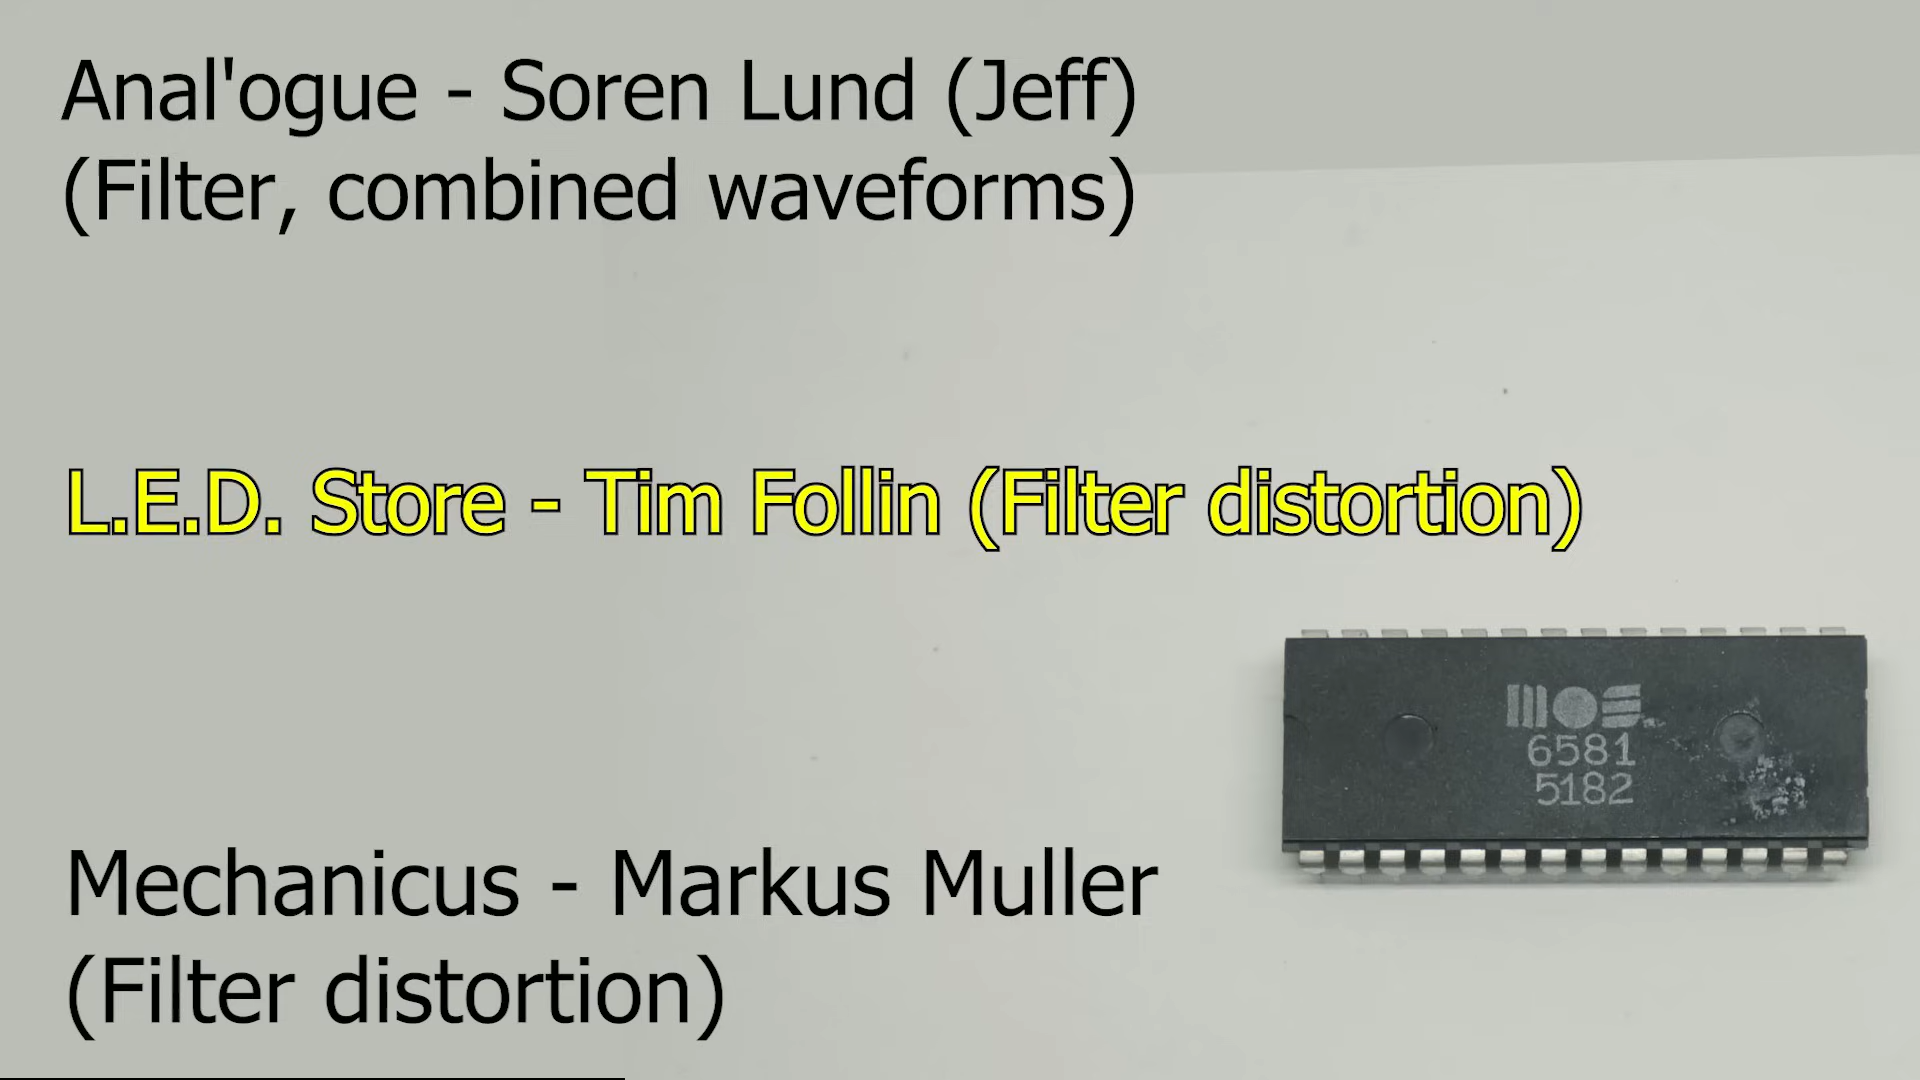 Anal'ogue - Soren Lund (Jeff)
(Filter, combined waveforms)
L.E.D. Store - Tim Follin (Filter distortion)
mos
6581
5182
Mechanicus - Markus Muller
(Filter distortion)